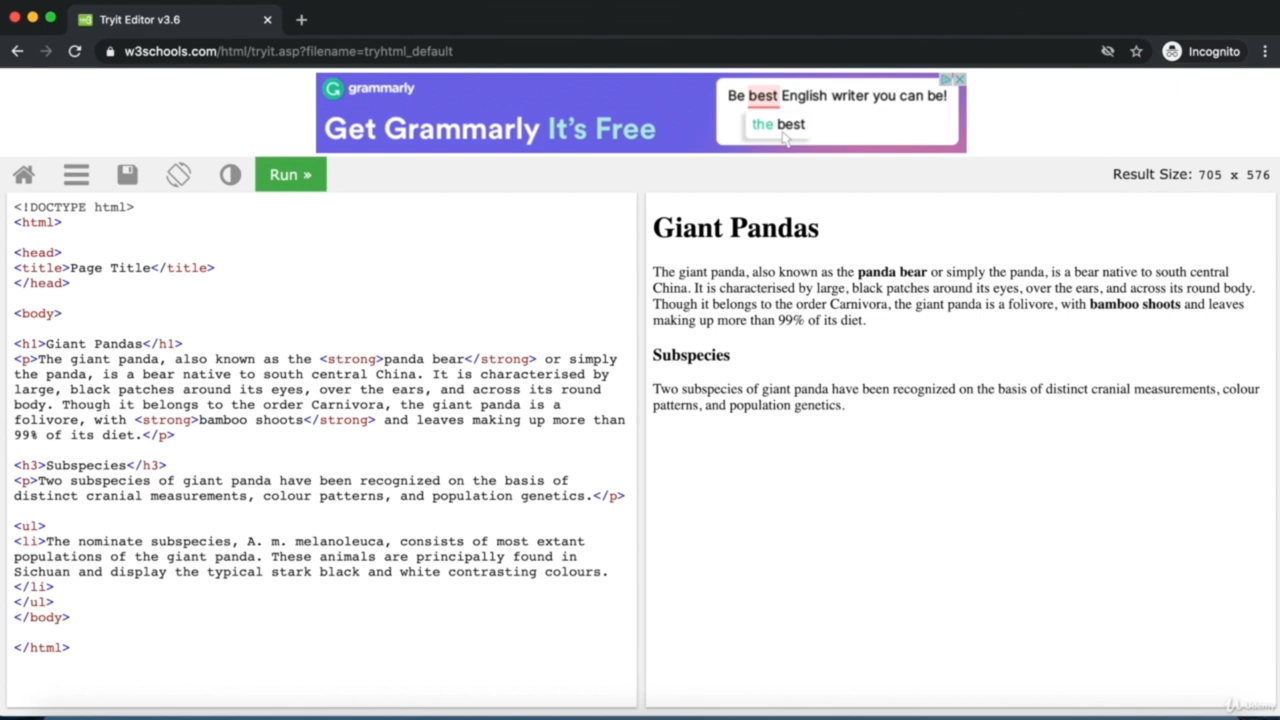 Tryit Editor v3.6
w3schools.com/html/tryit.asp?filename=tryhtml_default
Incognito
grammarly
Get Grammarly It's Free
Be best English writer you can be!
the best
Run »
Result Size: 705 x 576
<!DOCTYPE html>
<html>
<head>
<title>Page Title</title>
</head>
<body>
<h1>Giant Pandas</h1>
<p>The giant panda, also known as the <strong>panda bear</strong> or simply
the panda, is a bear native to south central China. It is characterised by
large, black patches around its eyes, over the ears, and across its round
body. Though it belongs to the order Carnivora, the giant panda is a
folivore, with <strong>bamboo shoots</strong> and leaves making up more than
99% of its diet.</p>
<h3>Subspecies</h3>
<p>Two subspecies of giant panda have been recognized on the basis of
distinct cranial measurements, colour patterns, and population genetics.</p>
<ul>
<li>The nominate subspecies, A. m. melanoleuca, consists of most extant
populations of the giant panda. These animals are principally found in
Sichuan and display the typical stark black and white contrasting colours.
</li>
</ul>
</body>
</html>
Giant Pandas
The giant panda, also known as the panda bear or simply the panda, is a bear native to south central
China. It is characterised by large, black patches around its eyes, over the ears, and across its round body.
Though it belongs to the order Carnivora, the giant panda is a folivore, with bamboo shoots and leaves
making up more than 99% of its diet.
Subspecies
Two subspecies of giant panda have been recognized on the basis of distinct cranial measurements, colour
patterns, and population genetics.
Udemy